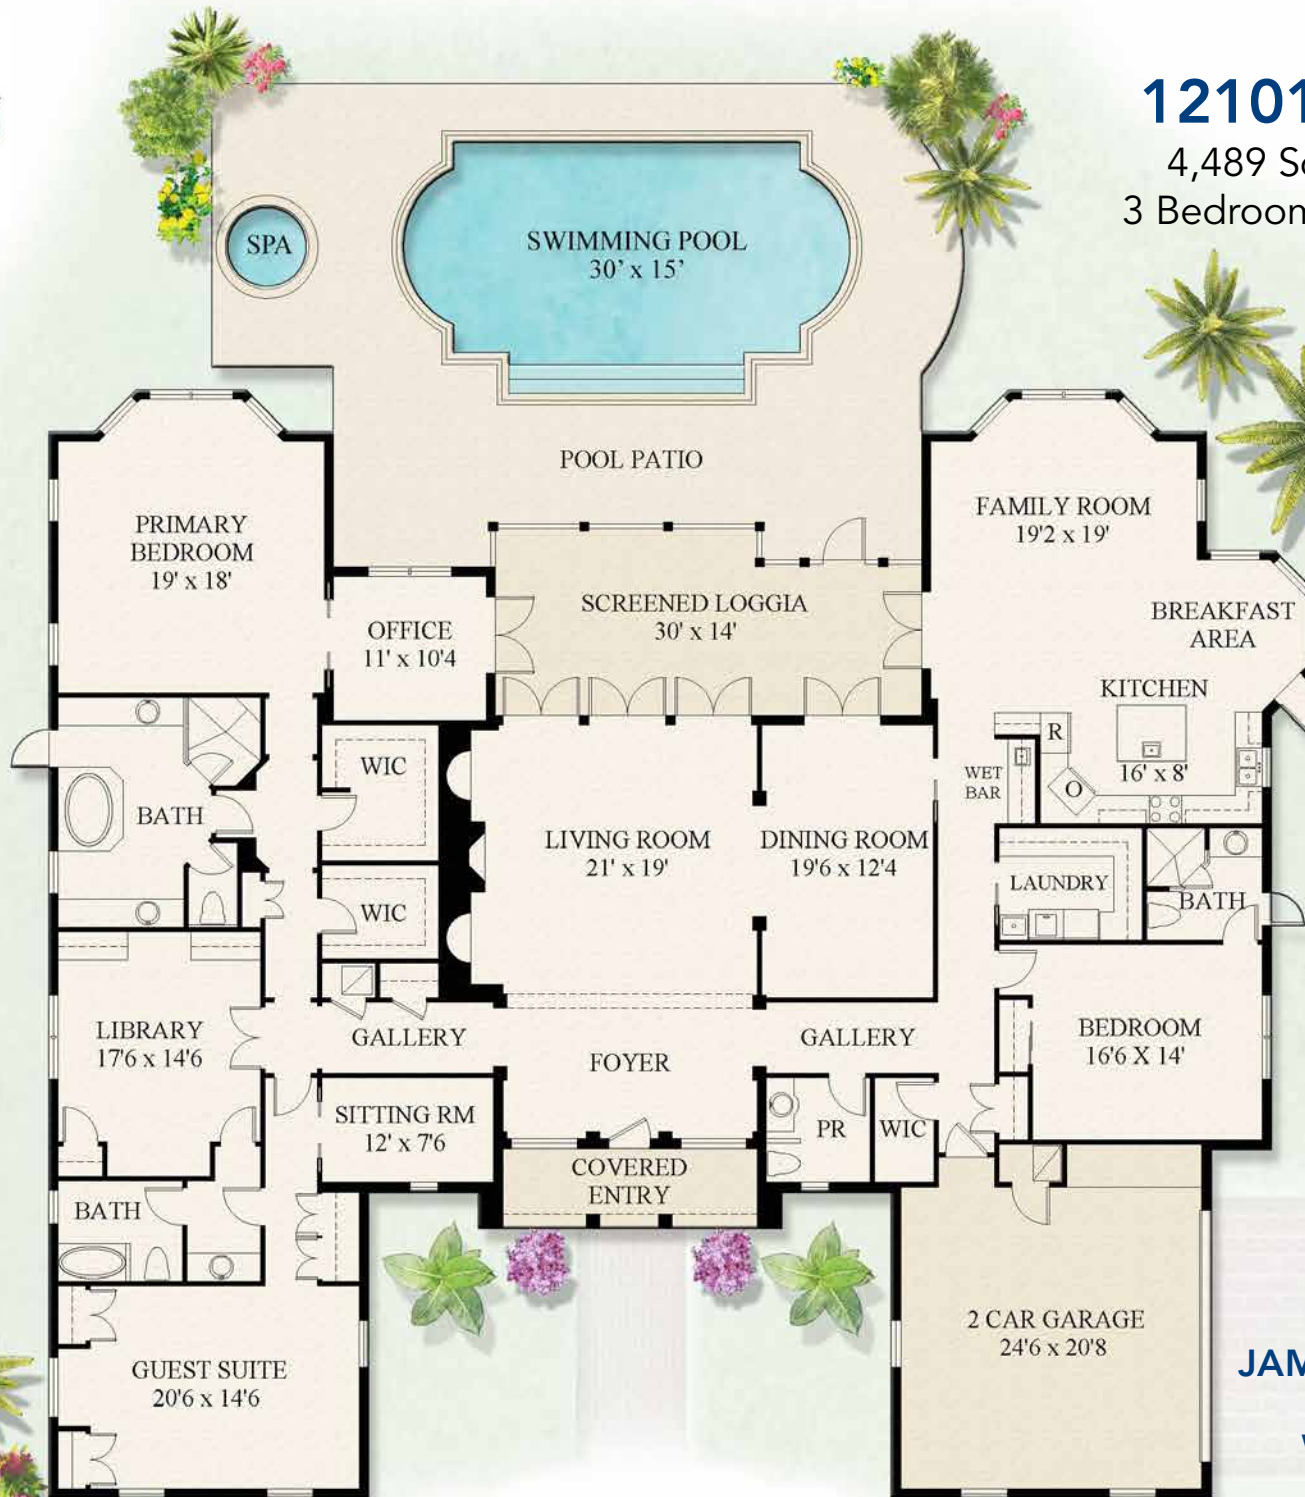 12101
4,489
3 Bedroom
SPA
SWIMMING POOL
30' x 15'
POOL PATIO
PRIMARY
BEDROOM
19' x 18'
FAMILY ROOM
19'2 x 19'
OFFICE
11' x 10'4
SCREENED LOGGIA
30' x 14'
BREAKFAST
AREA
KITCHEN
16' x 8'
R
O
WET
BAR
WIC
BATH
LIVING ROOM
21' x 19'
DINING ROOM
19'6 x 12'4
WIC
LAUNDRY
BATH
LIBRARY
17'6 x 14'6
GALLERY
FOYER
GALLERY
BEDROOM
16'6 X 14'
SITTING RM
12' x 7'6
PR
WIC
COVERED
ENTRY
BATH
GUEST SUITE
20'6 x 14'6
2 CAR GARAGE
24'6 x 20'8
JAM